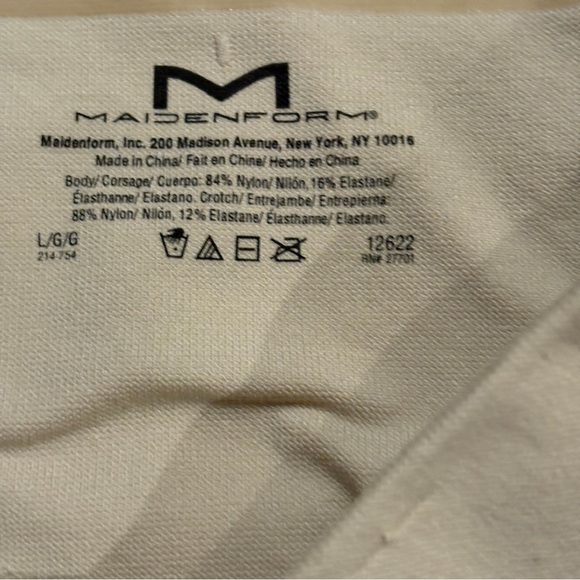 M
MAIDENFORM®
Maidenform, Inc. 200 Madison Avenue, New York, NY 10016
Made in China/ Fait en Chine/ Hecho en China
Body/ Corsage/ Cuerpo: 84% Nylon/ Nilón, 16% Elastane/
Élasthanne/ Elastano. Crotch/ Entrejambe/ Entrepierna:
88% Nylon/ Nilón, 12% Elastane/ Élasthanne/ Elastano.
L/G/G
214-754
12622
RN# 27701